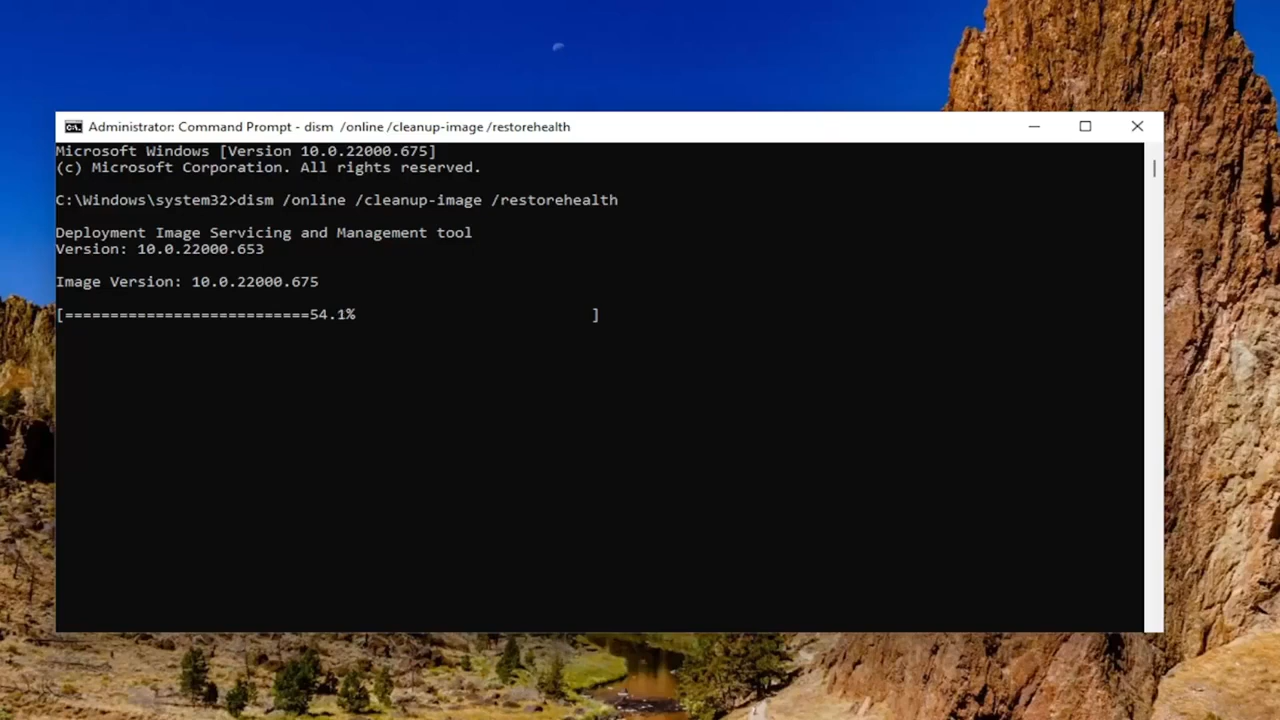 Administrator: Command Prompt - dism  /online /cleanup-image /restorehealth
Microsoft Windows [Version 10.0.22000.675]
(c) Microsoft Corporation. All rights reserved.
C:\Windows\system32>dism /online /cleanup-image /restorehealth
Deployment Image Servicing and Management tool
Version: 10.0.22000.653
Image Version: 10.0.22000.675
[===========================54.1%                          ]